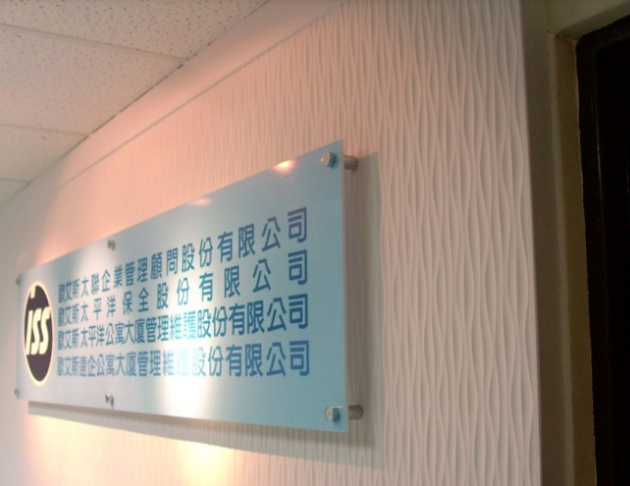 ISS
歐艾斯太聯企業管理顧問股份有限公司
歐艾斯太平洋保全股份有限公司
歐艾斯太平洋公寓大廈管理維護股份有限公司
歐艾斯達企公寓大廈管理維護股份有限公司